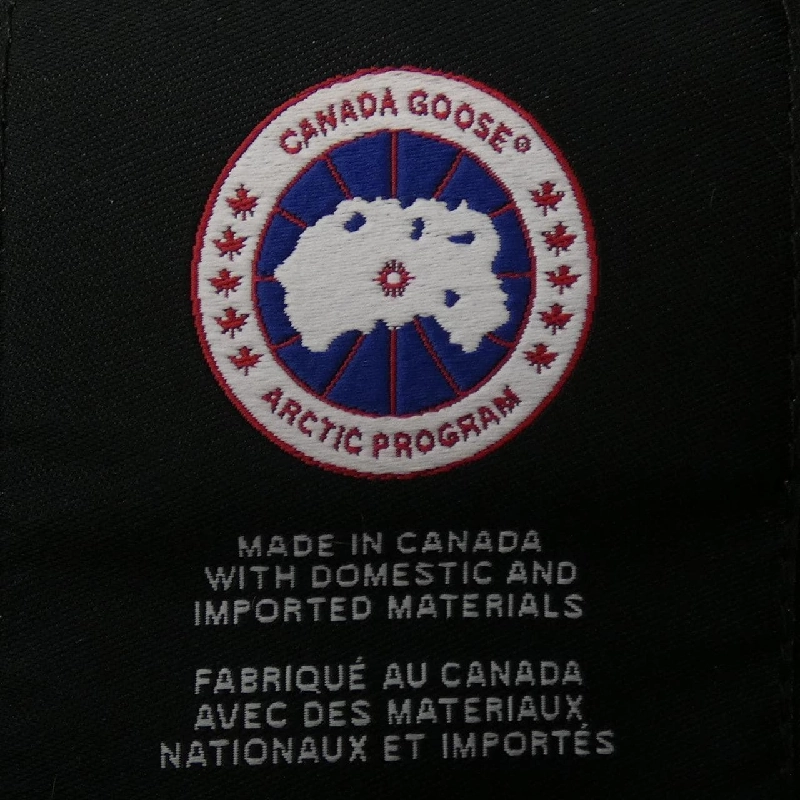 CANADA GOOSE®
ARCTIC PROGRAM
MADE IN CANADA
WITH DOMESTIC AND
IMPORTED MATERIALS
FABRIQUÉ AU CANADA
AVEC DES MATERIAUX
NATIONAUX ET IMPORTÉS